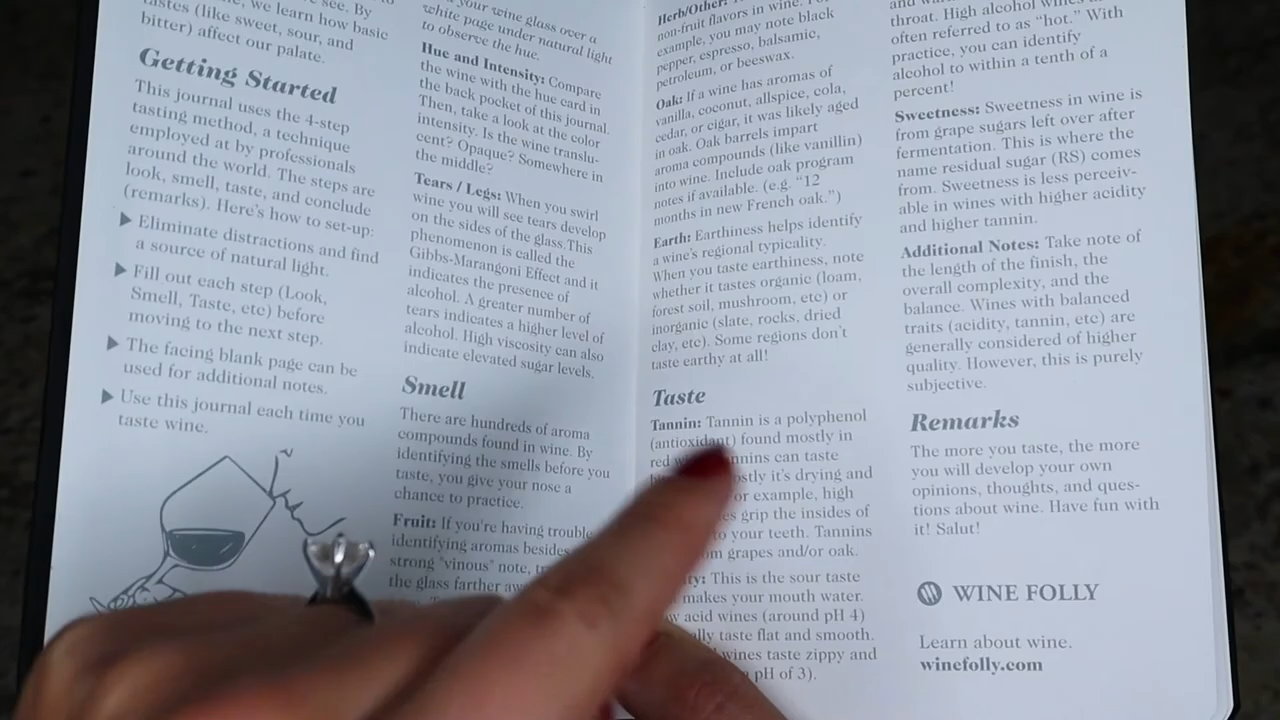 see. By
we learn how basic
tastes (like sweet, sour, and
bitter) affect our palate.
Getting Started
This journal uses the 4-step
tasting method, a technique
employed at by professionals
around the world. The steps are
look, smell, taste, and conclude
(remarks). Here's how to set-up:
▶ Eliminate distractions and find
a source of natural light.
▶ Fill out each step (Look,
Smell, Taste, etc) before
moving to the next step.
▶ The facing blank page can be
used for additional notes.
▶ Use this journal each time you
taste wine.
your wine glass over a
white page under natural light
to observe the hue.
Hue and Intensity: Compare
the wine with the hue card in
the back pocket of this journal.
Then, take a look at the color
intensity. Is the wine translu-
cent? Opaque? Somewhere in
the middle?
Tears / Legs: When you swirl
wine you will see tears develop
on the sides of the glass.This
phenomenon is called the
Gibbs-Marangoni Effect and it
indicates the presence of
alcohol. A greater number of
tears indicates a higher level of
alcohol. High viscosity can also
indicate elevated sugar levels.
Smell
There are hundreds of aroma
compounds found in wine. By
identifying the smells before you
taste, you give your nose a
chance to practice.
Fruit: If you're having trouble
identifying aromas besides
strong "vinous" note,
the glass farther
Herb/Other:
non-fruit flavors in wine.
example, you may note black
pepper, espresso, balsamic,
petroleum, or beeswax.
Oak: If a wine has aromas of
vanilla, coconut, allspice, cola,
cedar, or cigar, it was likely aged
in oak. Oak barrels impart
aroma compounds (like vanillin)
into wine. Include oak program
notes if available. (e.g. "12
months in new French oak.")
Earth: Earthiness helps identify
a wine's regional typicality.
When you taste earthiness, note
whether it tastes organic (loam,
forest soil, mushroom, etc) or
inorganic (slate, rocks, dried
clay, etc). Some regions don't
taste earthy at all!
Taste
Tannin: Tannin is a polyphenol
(antioxidant) found mostly in
red can taste
it's drying and
example, high
grip the insides of
to your teeth. Tannins
grapes and/or oak.
This is the sour taste
makes your mouth water.
acid wines (around pH 4)
taste flat and smooth.
wines taste zippy and
pH of 3).
and
throat. High alcohol wines
often referred to as "hot." With
practice, you can identify
alcohol to within a tenth of a
percent!
Sweetness: Sweetness in wine is
from grape sugars left over after
fermentation. This is where the
name residual sugar (RS) comes
from. Sweetness is less perceiv-
able in wines with higher acidity
and higher tannin.
Additional Notes: Take note of
the length of the finish, the
overall complexity, and the
balance. Wines with balanced
traits (acidity, tannin, etc) are
generally considered of higher
quality. However, this is purely
subjective.
Remarks
The more you taste, the more
you will develop your own
opinions, thoughts, and ques-
tions about wine. Have fun with
it! Salut!
WINE FOLLY
Learn about wine.
winefolly.com